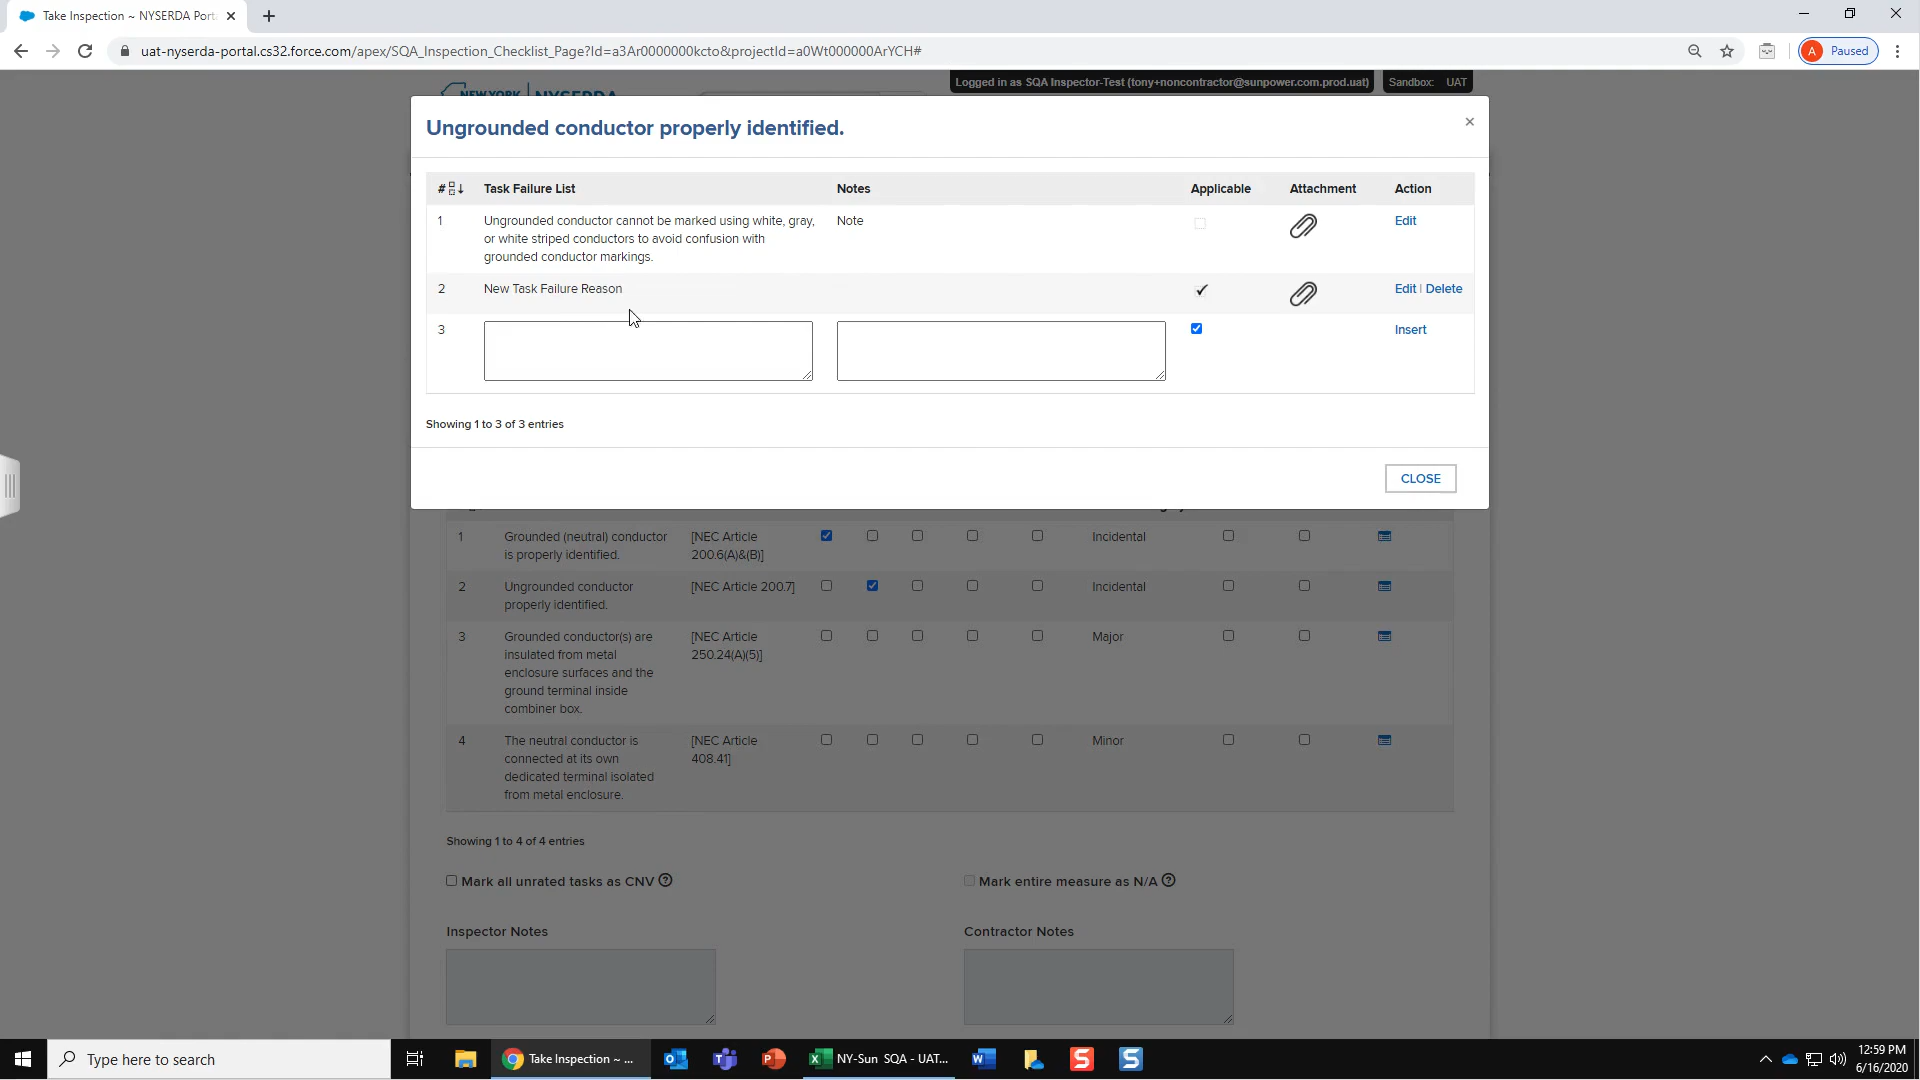 Take Inspection ~ NYSERDA Port
uat-nyserda-portal.cs32.force.com/apex/SQA_Inspection_Checklist_Page?Id=a3Ar0000000kcto&projectId=a0Wt000000ArYCH#
A Paused
NEW YORK NYSERDA
Logged in as SQA Inspector-Test (tony+noncontractor@sunpower.com.prod.uat)
Sandbox: UAT
Ungrounded conductor properly identified.
×
# Task Failure List Notes Applicable Attachment Action
1 Ungrounded conductor cannot be marked using white, gray, Note Edit
or white striped conductors to avoid confusion with
grounded conductor markings.
2 New Task Failure Reason Edit | Delete
3 Insert
Showing 1 to 3 of 3 entries
CLOSE
1 Grounded (neutral) conductor [NEC Article Incidental
is properly identified. 200.6(A)&(B)]
2 Ungrounded conductor [NEC Article 200.7] Incidental
properly identified.
3 Grounded conductor(s) are [NEC Article Major
insulated from metal 250.24(A)(5)]
enclosure surfaces and the
ground terminal inside
combiner box.
4 The neutral conductor is [NEC Article Minor
connected at its own 408.41]
dedicated terminal isolated
from metal enclosure.
Showing 1 to 4 of 4 entries
Mark all unrated tasks as CNV ?
Mark entire measure as N/A ?
Inspector Notes
Contractor Notes
Type here to search
Take Inspection ~ ...
NY-Sun SQA - UAT...
12:59 PM
6/16/2020